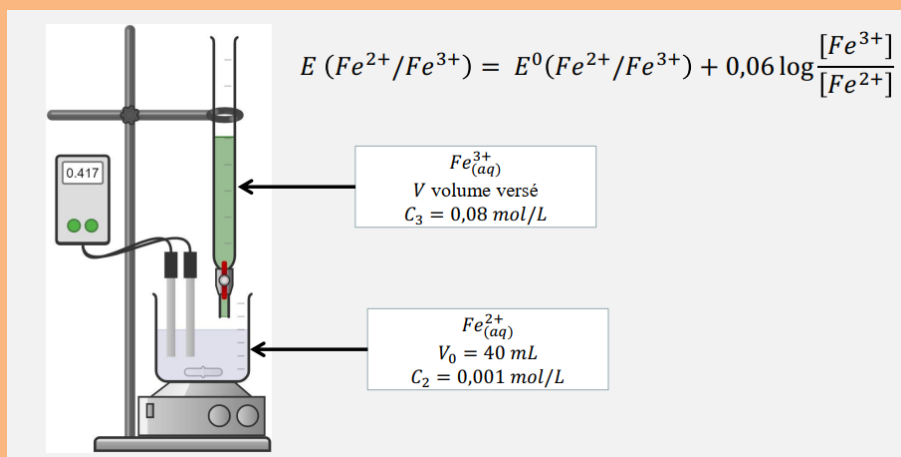 E (Fe²⁺/Fe³⁺) = E⁰(Fe²⁺/Fe³⁺) + 0,06 log [Fe³⁺]/[Fe²⁺]
0.417
Fe³⁺(aq)
V volume versé
C₃ = 0,08 mol/L
Fe²⁺(aq)
V₀ = 40 mL
C₂ = 0,001 mol/L